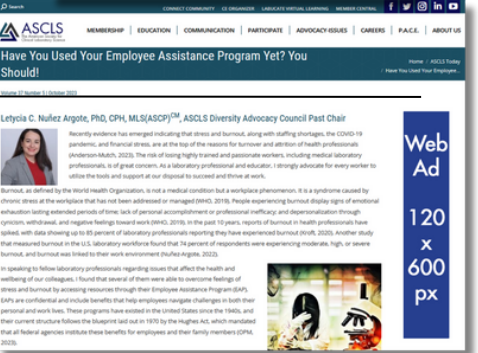 Search
CONNECT COMMUNITY CE ORGANIZER LABUCATE VIRTUAL LEARNING MEMBER CENTRAL
ASCLS
MEMBERSHIP EDUCATION COMMUNICATION PARTICIPATE ADVOCACY/ISSUES CAREERS P.A.C.E. ABOUT US
Have You Used Your Employee Assistance Program Yet? You
Should!
Home / ASCLS Today
/ Have You Used Your Employee...
Volume 37 Number 5 | October 2023
Letycia C. Nuñez Argote, PhD, CPH, MLS(ASCP)CM, ASCLS Diversity Advocacy Council Past Chair
Recently evidence has emerged indicating that stress and burnout, along with staffing shortages, the COVID-19
pandemic, and financial stress, are at the top of the reasons for turnover and attrition of health professionals
(Anderson-Mutch, 2023). The risk of losing highly trained and passionate workers, including medical laboratory
professionals, is of great concern. As a laboratory professional and educator, I strongly advocate for every worker to
utilize the tools and support at our disposal to succeed and thrive at work.
Burnout, as defined by the World Health Organization, is not a medical condition but a workplace phenomenon. It is a syndrome caused by
chronic stress at the workplace that has not been addressed or managed (WHO, 2019). People experiencing burnout display signs of emotional
exhaustion lasting extended periods of time; lack of personal accomplishment or professional inefficacy; and depersonalization through
cynicism, withdrawal, and negative feelings toward work (WHO, 2019). In the past 10 years, reports of burnout in health professionals have
spiked, with data showing up to 85 percent of laboratory professionals reporting they have experienced burnout (Kroft, 2020). Another study
that measured burnout in the U.S. laboratory workforce found that 74 percent of respondents were experiencing moderate, high, or severe
burnout, and burnout was linked to their work environment (Nuñez-Argote, 2022).
In speaking to fellow laboratory professionals regarding issues that affect the health and
wellbeing of our colleagues, I found that several of them were able to overcome feelings of
stress and burnout by accessing resources through their Employee Assistance Program (EAP).
EAPs are confidential and include benefits that help employees navigate challenges in both their
personal and work lives. These programs have existed in the United States since the 1940s, and
their current structure follows the blueprint laid out in 1970 by the Hughes Act, which mandated
that all federal agencies institute these benefits for employees and their family members (OPM,
2023).
Web
Ad
120
x
600
px